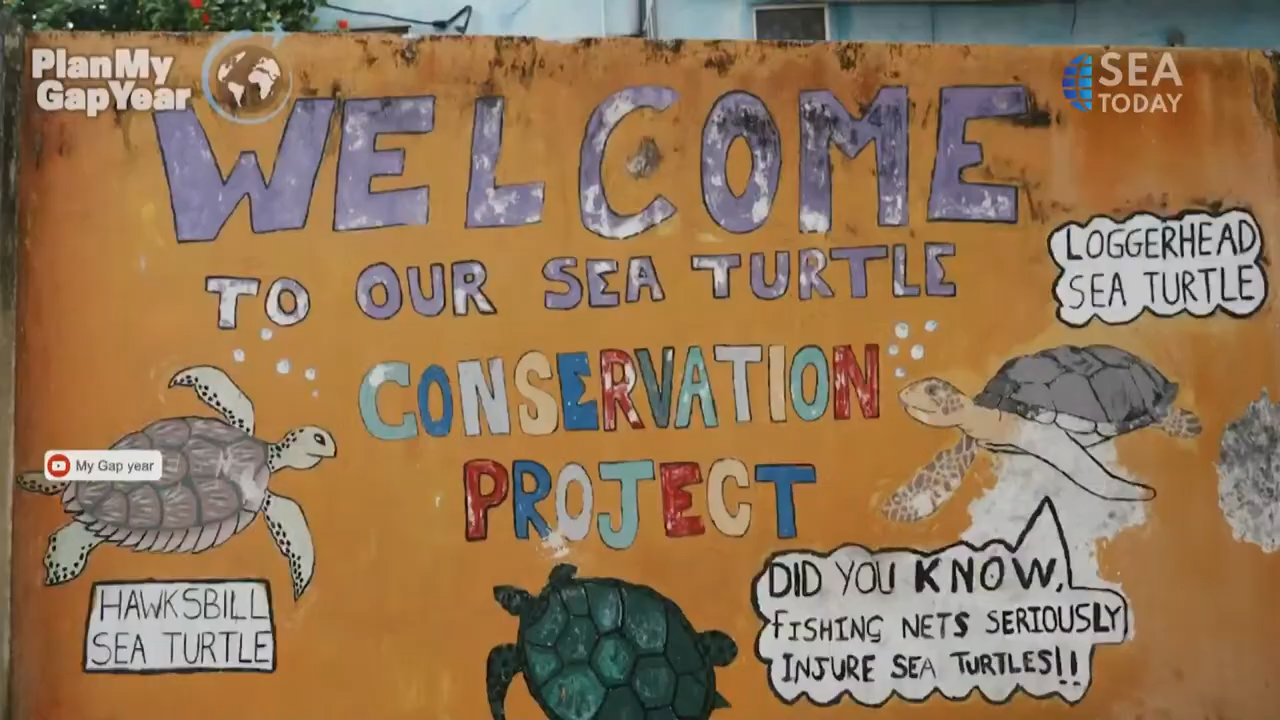 PlanMy
GapYear
SEA
TODAY
WELCOME
TO OUR SEA TURTLE
CONSERVATION
PROJECT
LOGGERHEAD
SEA TURTLE
My Gap year
HAWKSBILL
SEA TURTLE
DID YOU KNOW,
FISHING NETS SERIOUSLY
INJURE SEA TURTLES!!